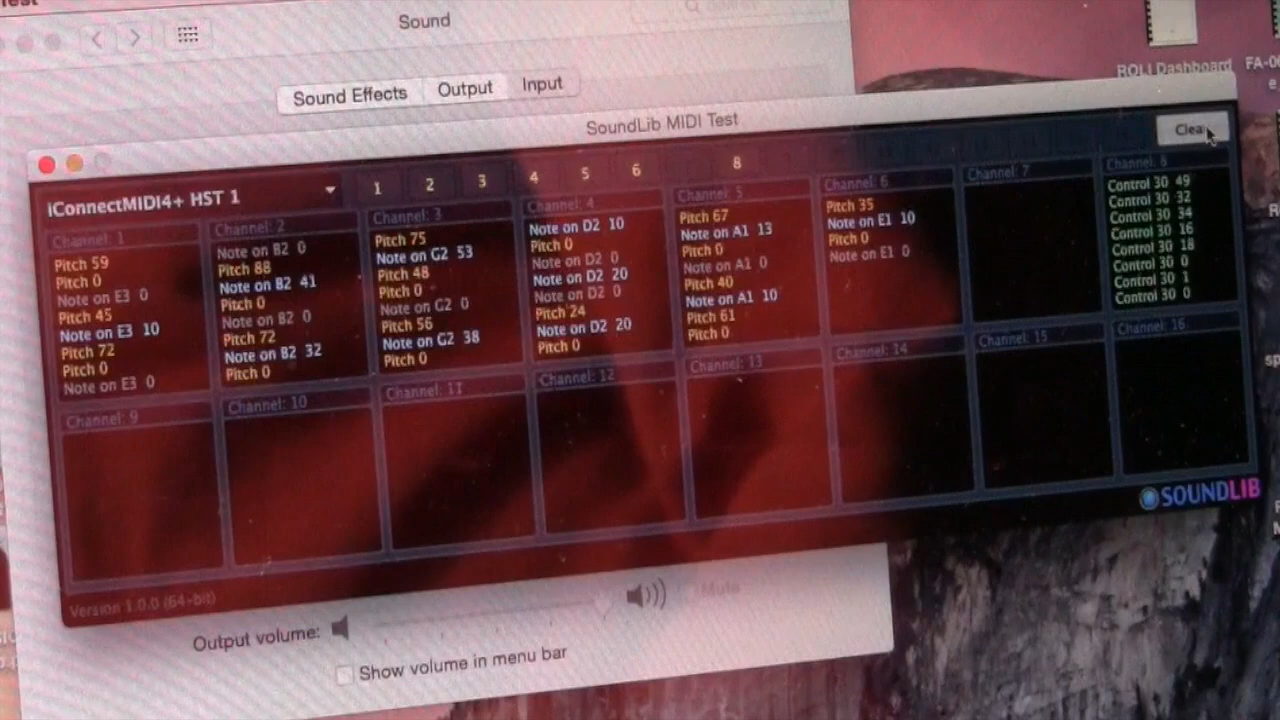 Sound
ROLI Dashboard
Sound Effects
Output
Input
SoundLib MIDI Test
Clear
iConnectMIDI4+ HST 1
1 2 3 4 5 6 8
Channel: 1
Pitch 59
Pitch 0
Note on E3 0
Pitch 45
Note on E3 10
Pitch 72
Pitch 0
Note on E3 0
Channel: 2
Note on B2 0
Pitch 88
Note on B2 41
Pitch 0
Note on B2 0
Pitch 72
Note on B2 32
Pitch 0
Channel: 3
Pitch 75
Note on G2 53
Pitch 48
Pitch 0
Note on G2 0
Pitch 56
Note on G2 38
Pitch 0
Channel: 4
Note on D2 10
Pitch 0
Note on D2 0
Note on D2 20
Note on D2 0
Pitch 24
Note on D2 20
Pitch 0
Channel: 5
Pitch 67
Note on A1 13
Pitch 0
Note on A1 0
Pitch 40
Note on A1 10
Pitch 61
Pitch 0
Channel: 6
Pitch 35
Note on E1 10
Pitch 0
Note on E1 0
Channel: 7
Channel: 8
Control 30 49
Control 30 32
Control 30 34
Control 30 16
Control 30 18
Control 30 0
Control 30 1
Control 30 0
Channel: 9
Channel: 10
Channel: 11
Channel: 12
Channel: 13
Channel: 14
Channel: 15
Channel: 16
SOUNDLIB
Version 1.0.0 (64-bit)
Output volume:
Mute
Show volume in menu bar